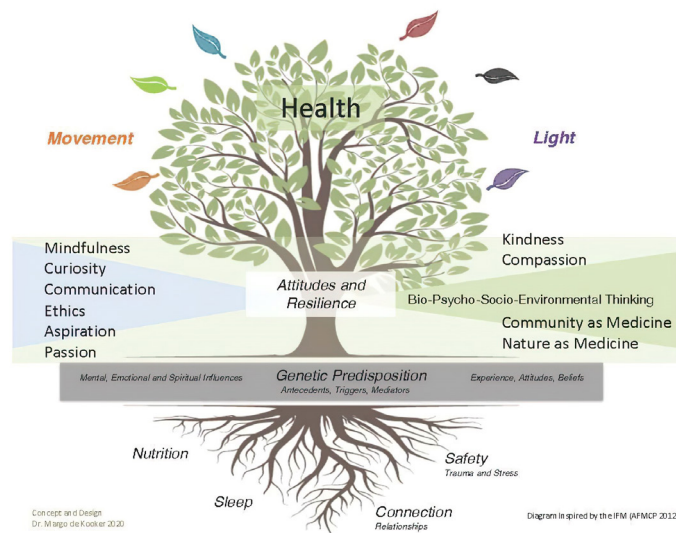 Health
Movement
Light
Mindfulness
Curiosity
Communication
Ethics
Aspiration
Passion
Attitudes and
Resilience
Kindness
Compassion
Bio-Psycho-Socio-Environmental Thinking
Community as Medicine
Nature as Medicine
Mental, Emotional and Spiritual Influences
Genetic Predisposition
Antecedents, Triggers, Mediators
Experience, Attitudes, Beliefs
Nutrition
Sleep
Safety
Trauma and Stress
Connection
Relationships
Concept and Design
Dr. Margo de Kooker 2020
Diagram Inspired by the IFM (AFMCP 2012